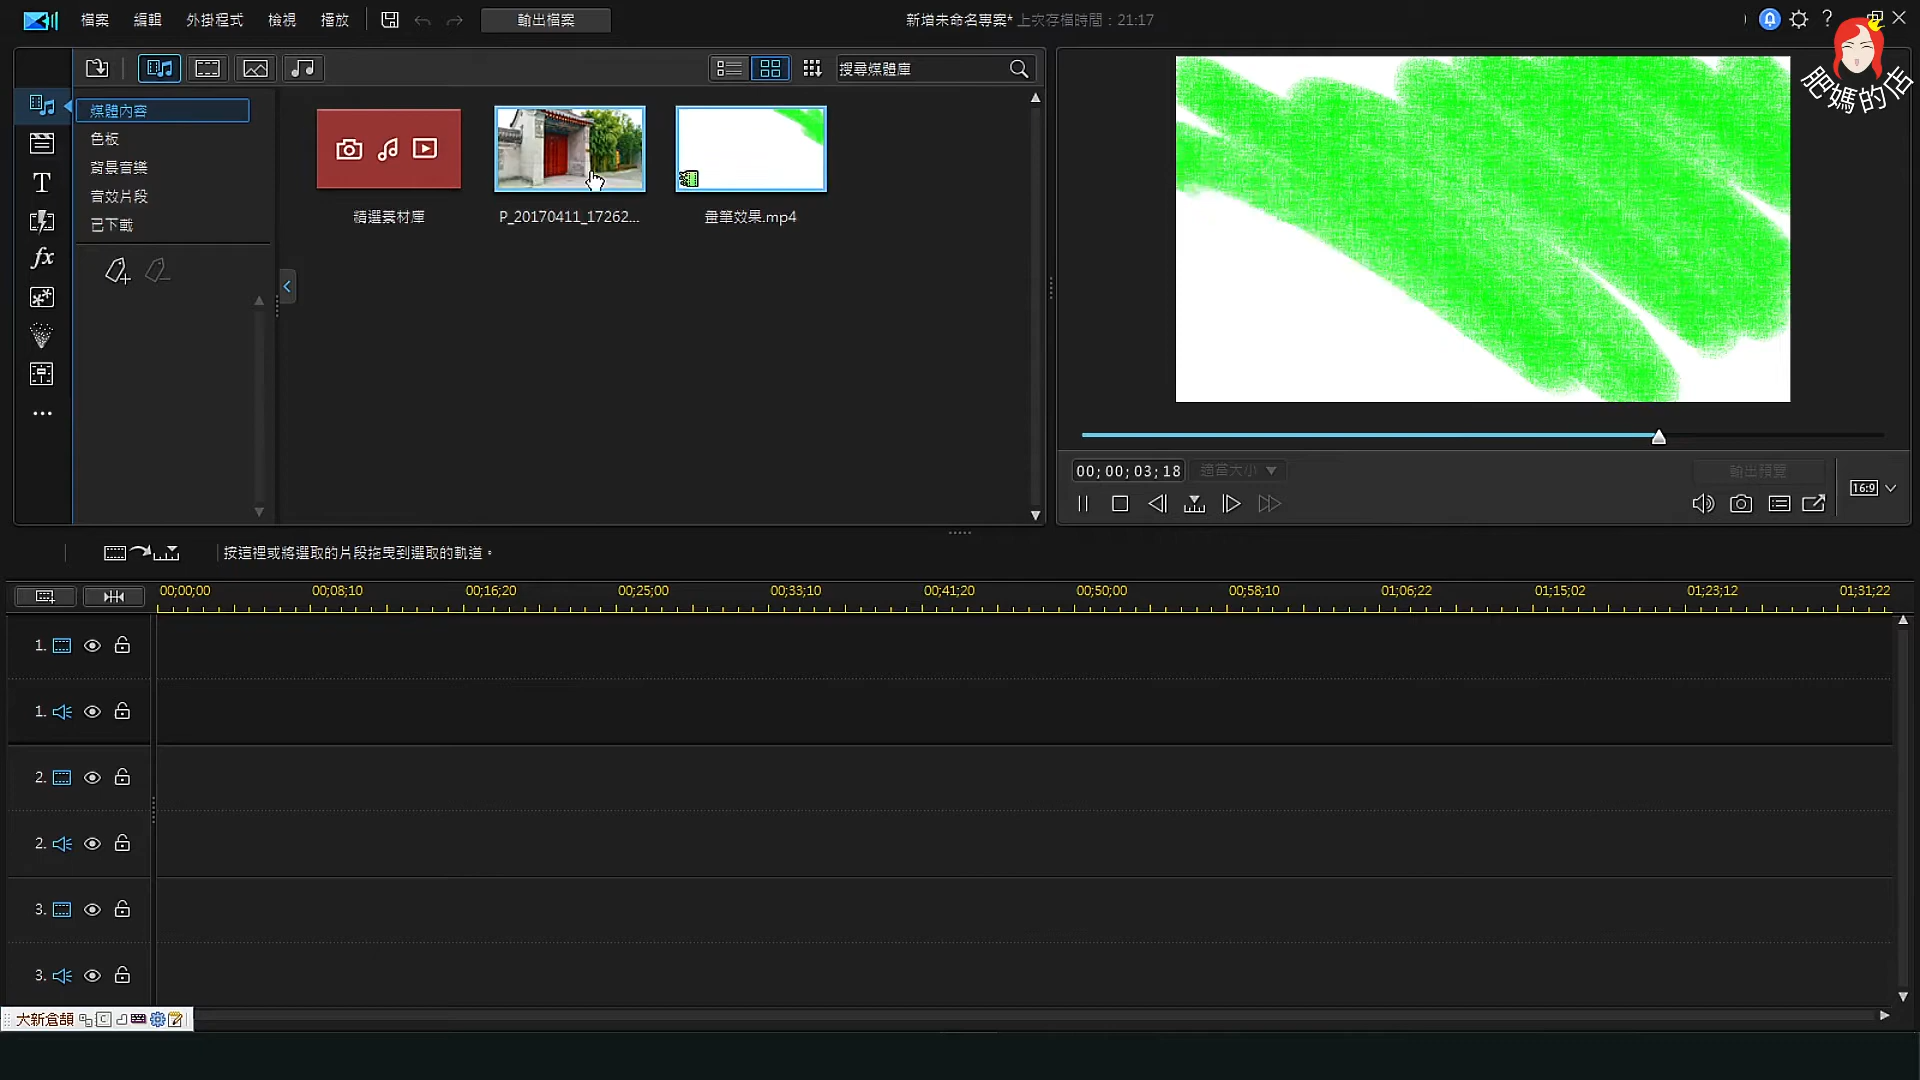 檔案 編輯 外掛程式 檢視 播放 輸出檔案 新增未命名專案* 上次存檔時間：21:17
肥媽的店
搜尋媒體庫
媒體內容
色板
背景音樂
音效片段
已下載
精選素材庫 P_20170411_17262... 畫筆效果.mp4
00;00;03;18 適當大小 輸出預覽
16:9
按這裡或將選取的片段拖曳到選取的軌道。
00;00;00 00;08;10 00;16;20 00;25;00 00;33;10 00;41;20 00;50;00 00;58;10 01;06;22 01;15;02 01;23;12 01;31;22
1.
1.
2.
2.
3.
3.
大新倉頡